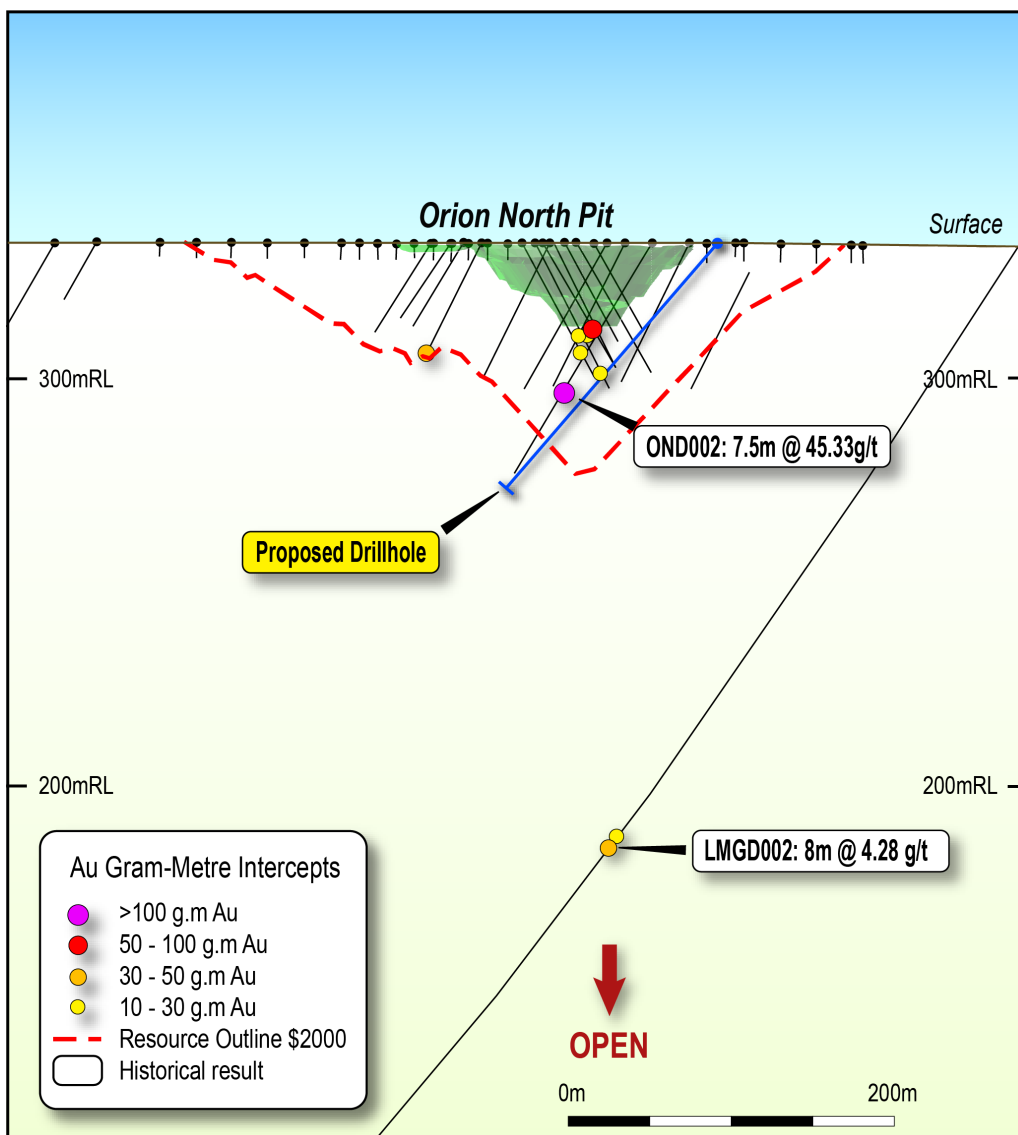 Orion North Pit
Surface
300mRL
300mRL
OND002: 7.5m @ 45.33g/t
Proposed Drillhole
200mRL
200mRL
LMGD002: 8m @ 4.28 g/t
Au Gram-Metre Intercepts
>100 g.m Au
50 - 100 g.m Au
30 - 50 g.m Au
10 - 30 g.m Au
Resource Outline $2000
Historical result
OPEN
0m
200m